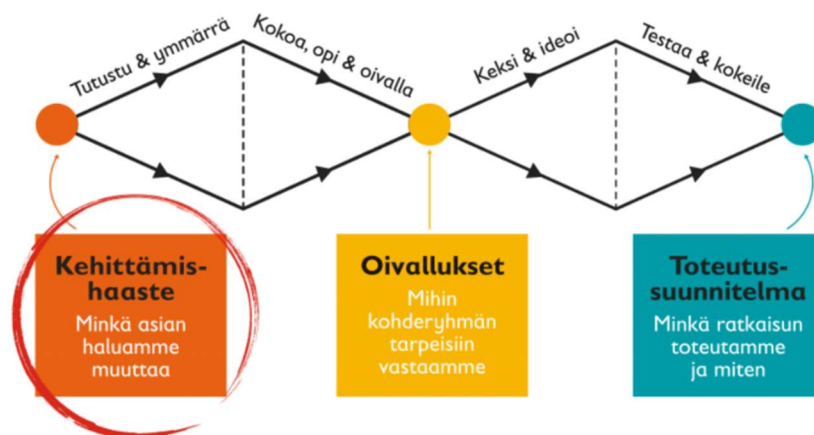 Tutustu & ymmärrä
Kokoa, opi & oivalla
Keksi & ideoi
Testaa & kokeile
Kehittämis-
haaste
Minkä asian
haluamme
muuttaa
Oivallukset
Mihin
kohderyhmän
tarpeisiin
vastaamme
Toteutus-
suunnitelma
Minkä ratkaisun
toteutamme
ja miten